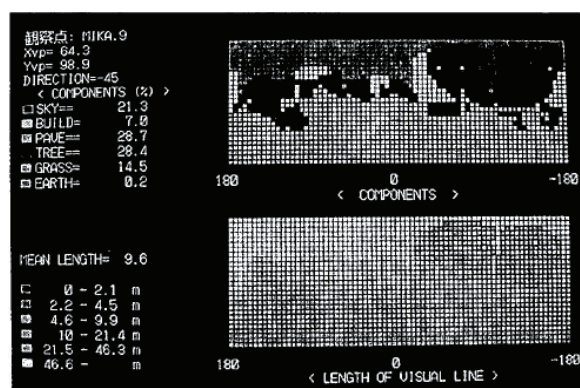 観察点: MIKA.9
Xvp= 64.3
Yvp= 98.9
DIRECTION=-45
< COMPONENTS (%) >
SKY== 21.3
BUILD= 7.0
PAVE== 28.7
TREE== 28.4
GRASS= 14.5
EARTH= 0.2
180 0 -180
< COMPONENTS >
MEAN LENGTH= 9.6
0 - 2.1 m
2.2 - 4.5 m
4.6 - 9.9 m
10 - 21.4 m
21.5 - 46.3 m
46.6 - m
180 0 -180
< LENGTH OF VISUAL LINE >